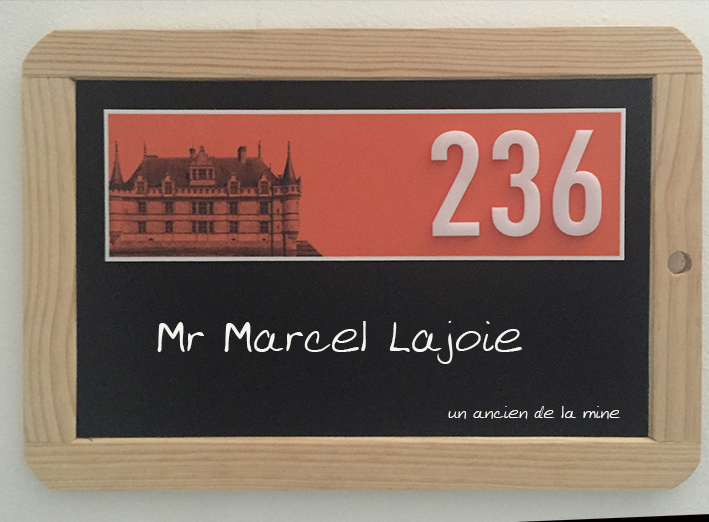 236
Mr Marcel Lajoie
un ancien de la mine